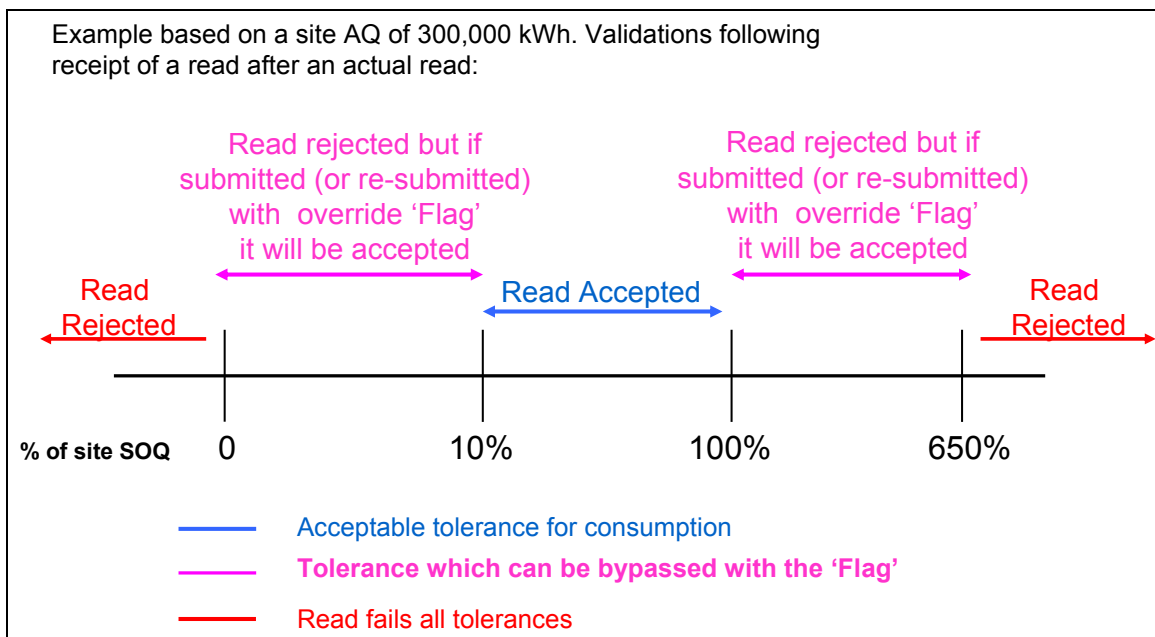 Example based on a site AQ of 300,000 kWh. Validations following
receipt of a read after an actual read:
Read rejected but if
submitted (or re-submitted)
with override ‘Flag’
it will be accepted
Read rejected but if
submitted (or re-submitted)
with override ‘Flag’
it will be accepted
Read
Rejected
Read Accepted
Read
Rejected
% of site SOQ 0 10% 100% 650%
Acceptable tolerance for consumption
Tolerance which can be bypassed with the ‘Flag’
Read fails all tolerances